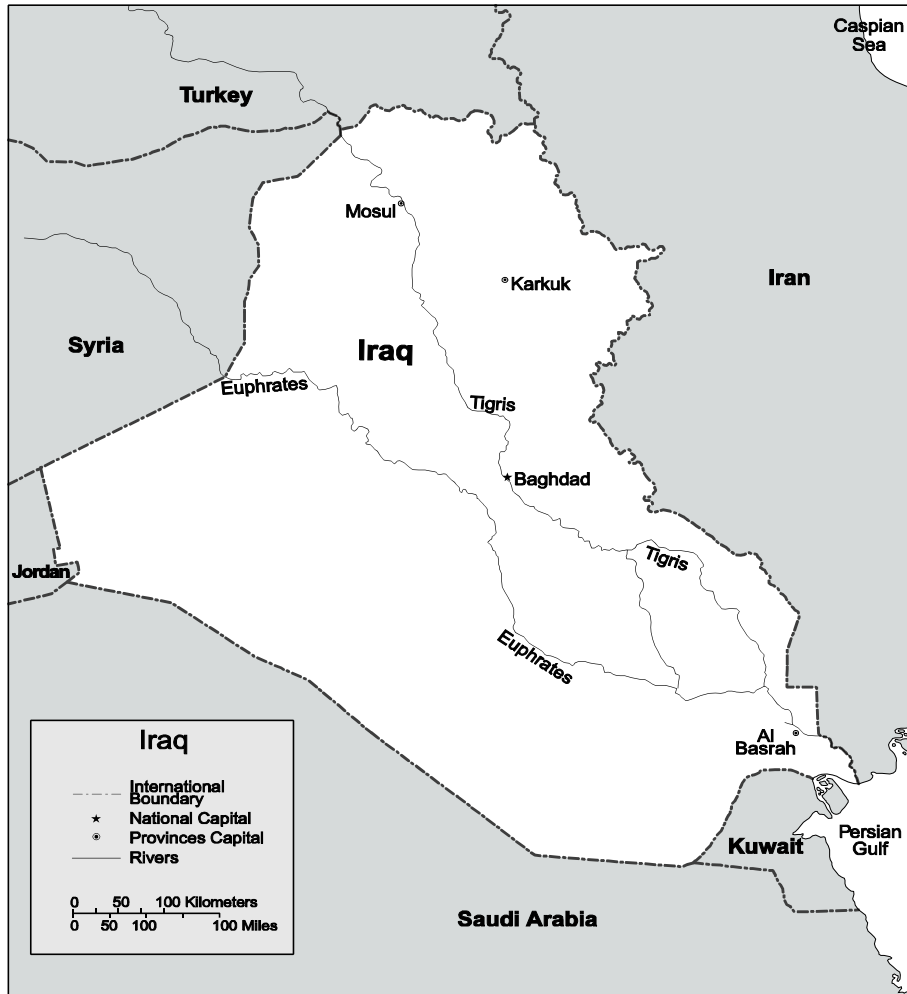 Caspian
Sea
Turkey
Mosul
Karkuk
Iran
Iraq
Syria
Euphrates
Tigris
Baghdad
Tigris
Jordan
Euphrates
Al
Basrah
Kuwait
Persian
Gulf
Saudi Arabia
Iraq
International
Boundary
National Capital
Provinces Capital
Rivers
0 50 100 Kilometers
0 50 100 100 Miles